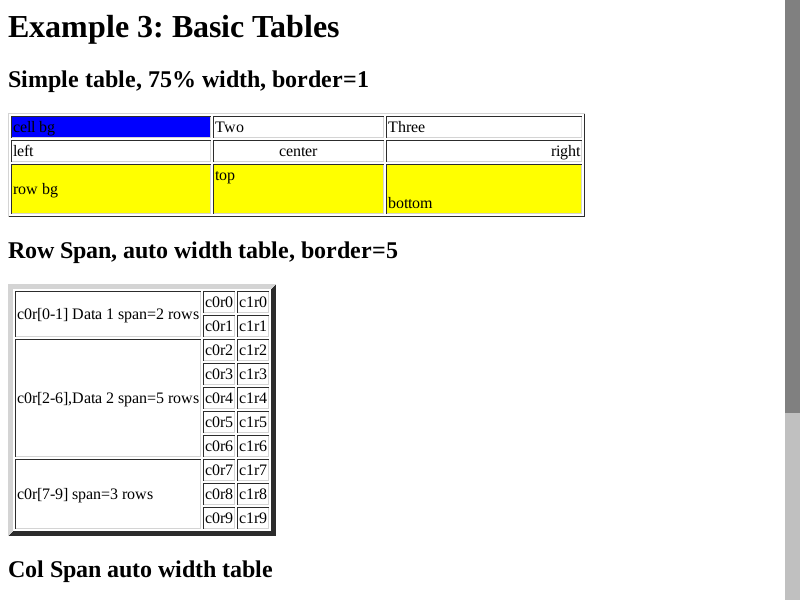 Example 3: Basic Tables
Simple table, 75% width, border=1
cell bg Two Three
left center right
row bg top bottom
Row Span, auto width table, border=5
c0r[0-1] Data 1 span=2 rows c0r0 c1r0
c0r1 c1r1
c0r[2-6],Data 2 span=5 rows c0r2 c1r2
c0r3 c1r3
c0r4 c1r4
c0r5 c1r5
c0r6 c1r6
c0r[7-9] span=3 rows c0r7 c1r7
c0r8 c1r8
c0r9 c1r9
Col Span auto width table